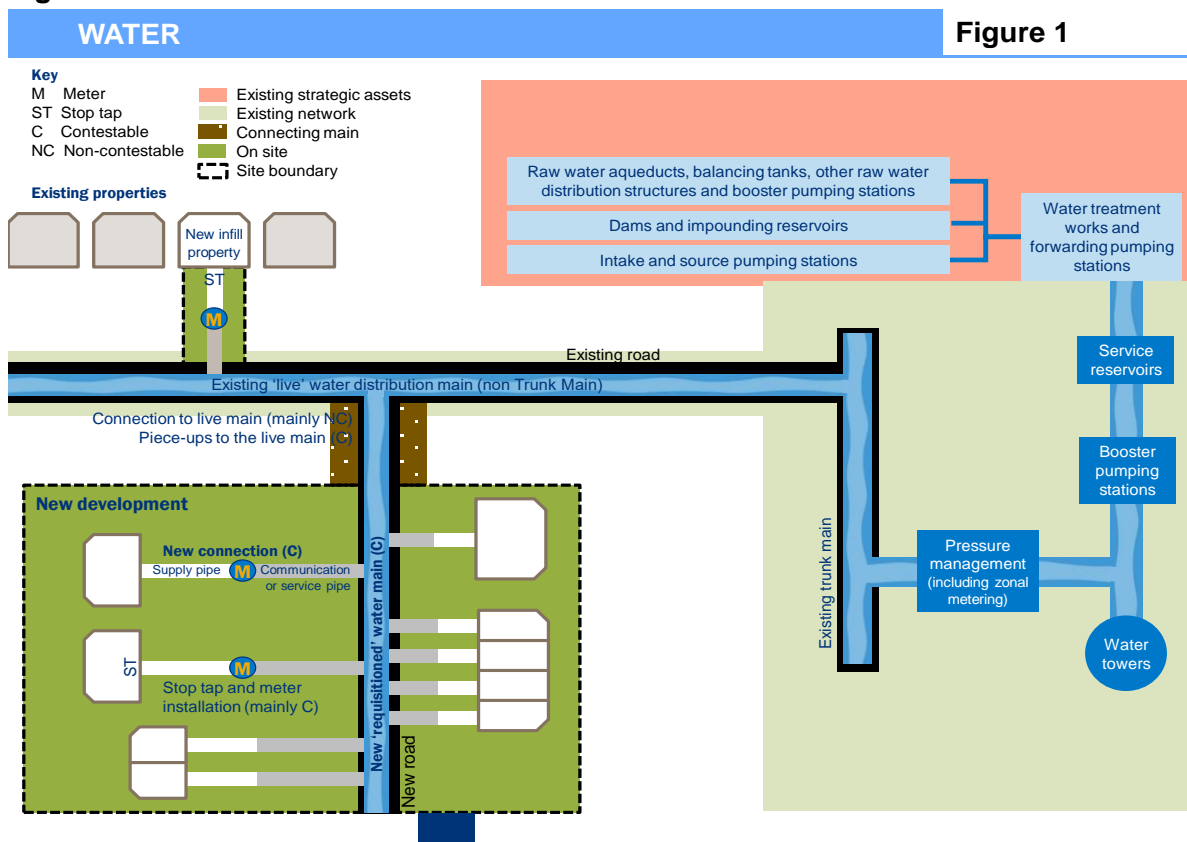 WATER
Figure 1
Key
M Meter
ST Stop tap
C Contestable
NC Non-contestable
Existing strategic assets
Existing network
Connecting main
On site
Site boundary
Existing properties
New infill
property
ST
M
Raw water aqueducts, balancing tanks, other raw water
distribution structures and booster pumping stations
Dams and impounding reservoirs
Intake and source pumping stations
Water treatment
works and
forwarding pumping
stations
Existing road
Existing 'live' water distribution main (non Trunk Main)
Connection to live main (mainly NC)
Piece-ups to the live main (C)
Service
reservoirs
Booster
pumping
stations
Pressure
management
(including zonal
metering)
Water
towers
Existing trunk main
New development
New connection (C)
Supply pipe
M
Communication
or service pipe
ST
M
Stop tap and meter
installation (mainly C)
New 'requisitioned' water main (C)
New road